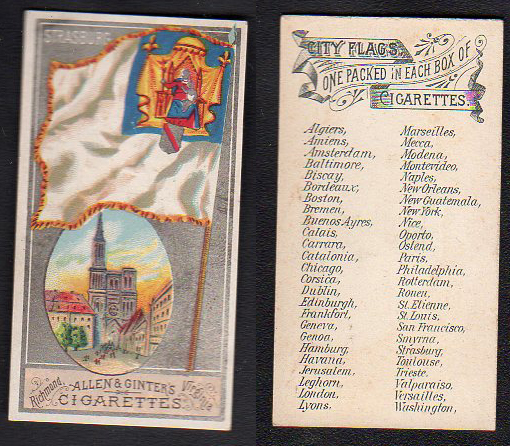 STRASBURG
Richmond, Virginia
ALLEN & GINTER'S
CIGARETTES
CITY FLAGS,
ONE PACKED IN EACH BOX OF
CIGARETTES
Algiers,
Amiens,
Amsterdam,
Baltimore,
Biscay,
Bordeaux,
Boston,
Bremen,
Buenos Ayres,
Calais,
Carrara,
Catalonia,
Chicago,
Corsica,
Dublin,
Edinburgh,
Frankfort,
Geneva,
Genoa,
Hamburg,
Havana,
Jerusalem,
Leghorn,
London,
Lyons,
Marseilles,
Mecca,
Modena,
Montevideo,
Naples,
New Orleans,
New Guatemala,
New York,
Nice,
Oporto,
Ostend,
Paris,
Philadelphia,
Rotterdam,
Roneu,
St. Etienne,
St. Louis,
San Francisco,
Smyrna,
Strasburg,
Toulouse,
Trieste,
Valparaiso,
Versailles,
Washington,